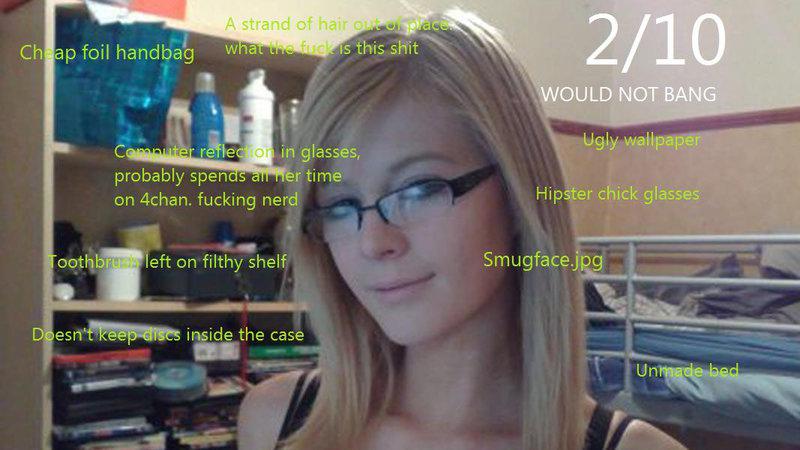 A strand of hair out of place.
what the fuck is this shit
2/10
WOULD NOT BANG
Cheap foil handbag
Ugly wallpaper
Computer reflection in glasses,
probably spends all her time
on 4chan. fucking nerd
Hipster chick glasses
Toothbrush left on filthy shelf
Smugface.jpg
Doesn't keep discs inside the case
Unmade bed